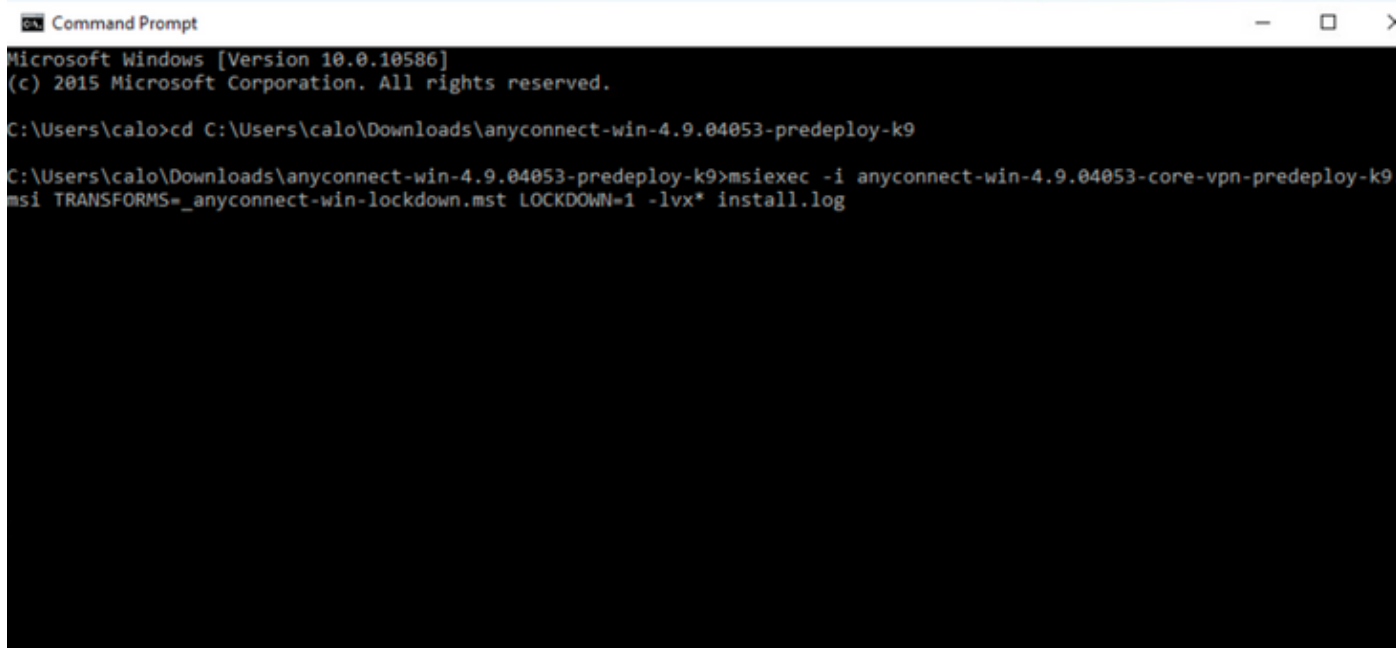 Command Prompt
Microsoft Windows [Version 10.0.10586]
(c) 2015 Microsoft Corporation. All rights reserved.
C:\Users\calo>cd C:\Users\calo\Downloads\anyconnect-win-4.9.04053-predeploy-k9
C:\Users\calo\Downloads\anyconnect-win-4.9.04053-predeploy-k9>msiexec -i anyconnect-win-4.9.04053-core-vpn-predeploy-k9
msi TRANSFORMS=_anyconnect-win-lockdown.mst LOCKDOWN=1 -lvx* install.log